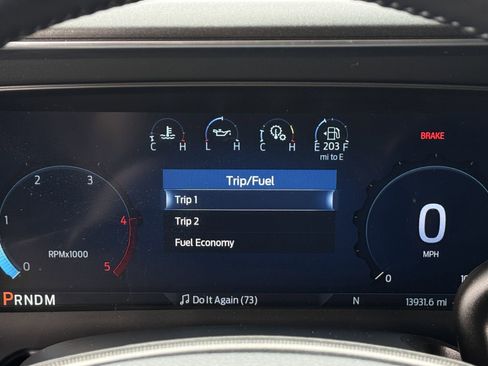 C H L H C H E 203 F
mi to E
BRAKE
Trip/Fuel
Trip 1
Trip 2
Fuel Economy
0 1 2 3 4 5
RPMx1000
0
MPH
0
PRNDM
Do It Again (73)
N
13931.6 mi